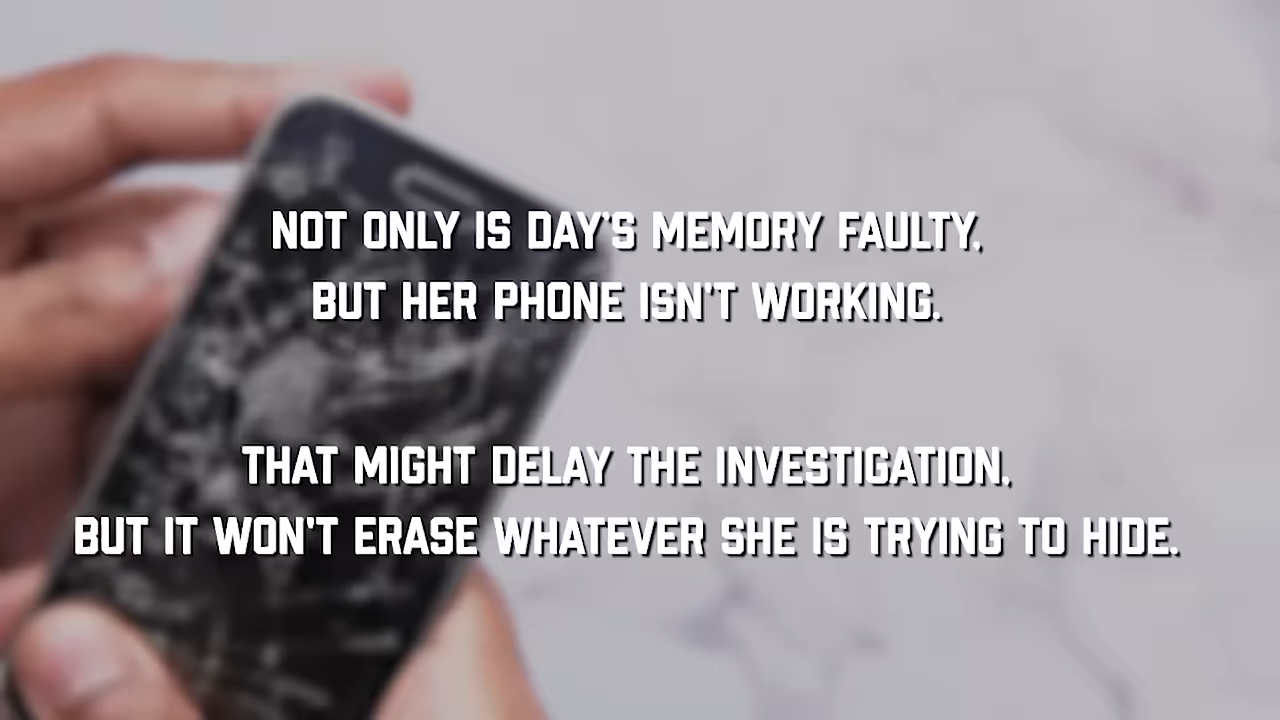 NOT ONLY IS DAY'S MEMORY FAULTY,
BUT HER PHONE ISN'T WORKING.
THAT MIGHT DELAY THE INVESTIGATION,
BUT IT WON'T ERASE WHATEVER SHE IS TRYING TO HIDE.